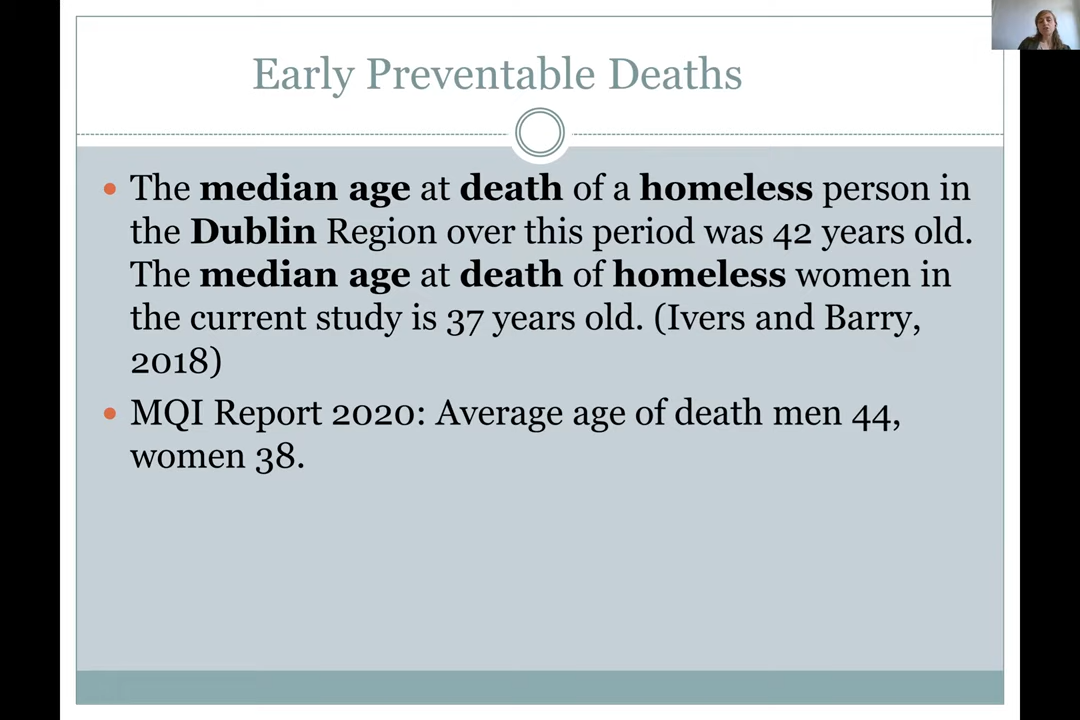 Early Preventable Deaths
• The median age at death of a homeless person in
the Dublin Region over this period was 42 years old.
The median age at death of homeless women in
the current study is 37 years old. (Ivers and Barry,
2018)
• MQI Report 2020: Average age of death men 44,
women 38.